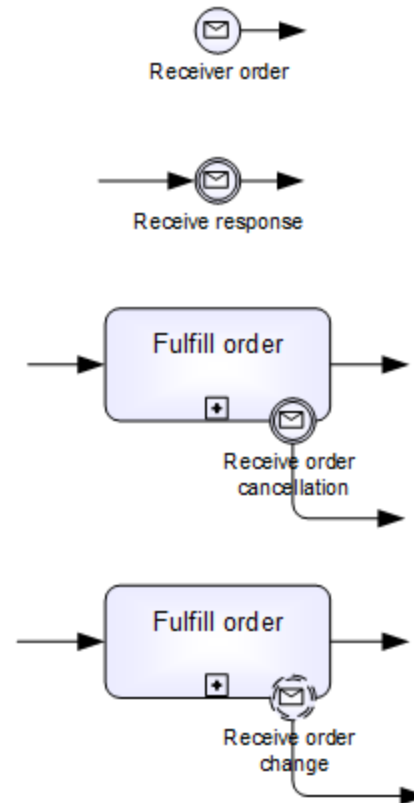 Receiver order
Receive response
Fulfill order
Receive order
cancellation
Fulfill order
Receive order
change